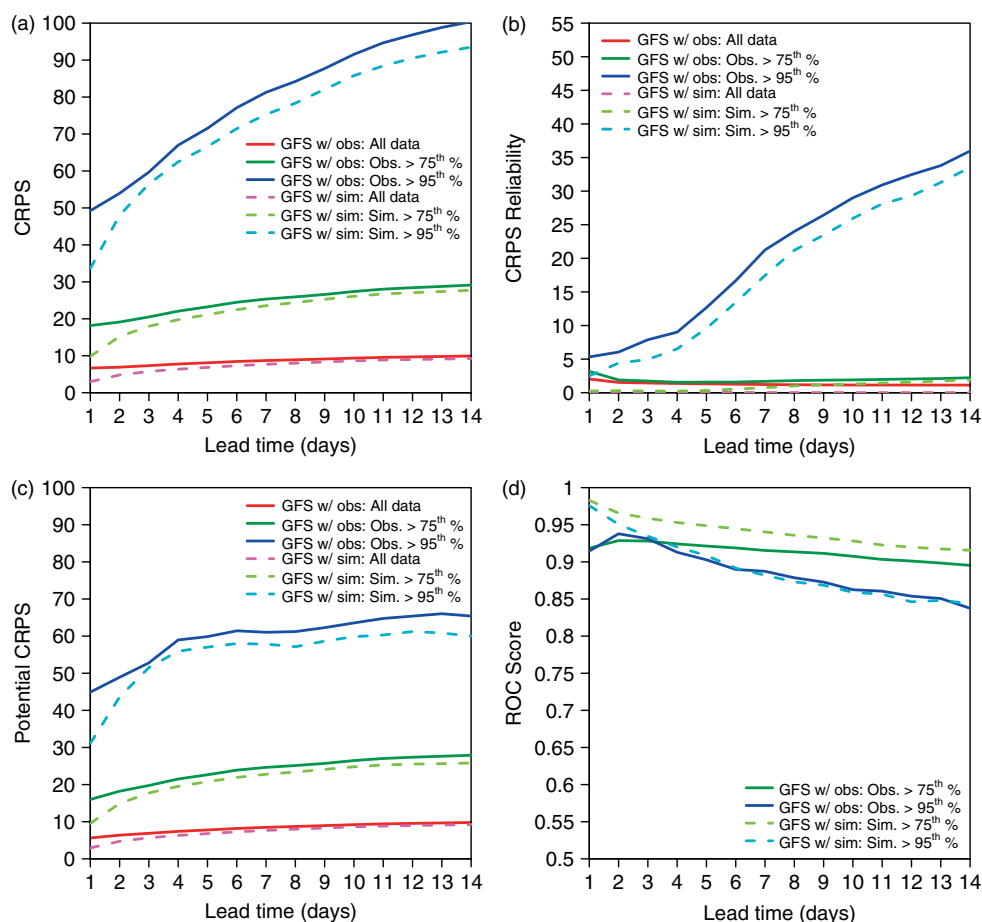 (a)
100
90
80
70
60
50
40
30
20
10
0
CRPS
GFS w/ obs: All data
GFS w/ obs: Obs. > 75th %
GFS w/ obs: Obs. > 95th %
GFS w/ sim: All data
GFS w/ sim: Sim. > 75th %
GFS w/ sim: Sim. > 95th %
1 2 3 4 5 6 7 8 9 10 11 12 13 14
Lead time (days)
(b)
55
50
45
40
35
30
25
20
15
10
5
0
CRPS Reliability
GFS w/ obs: All data
GFS w/ obs: Obs. > 75th %
GFS w/ obs: Obs. > 95th %
GFS w/ sim: All data
GFS w/ sim: Sim. > 75th %
GFS w/ sim: Sim. > 95th %
1 2 3 4 5 6 7 8 9 10 11 12 13 14
Lead time (days)
(c)
100
90
80
70
60
50
40
30
20
10
0
Potential CRPS
GFS w/ obs: All data
GFS w/ obs: Obs. > 75th %
GFS w/ obs: Obs. > 95th %
GFS w/ sim: All data
GFS w/ sim: Sim. > 75th %
GFS w/ sim: Sim. > 95th %
1 2 3 4 5 6 7 8 9 10 11 12 13 14
Lead time (days)
(d)
1
0.95
0.9
0.85
0.8
0.75
0.7
0.65
0.6
0.55
0.5
ROC Score
GFS w/ obs: Obs. > 75th %
GFS w/ obs: Obs. > 95th %
GFS w/ sim: Sim. > 75th %
GFS w/ sim: Sim. > 95th %
1 2 3 4 5 6 7 8 9 10 11 12 13 14
Lead time (days)